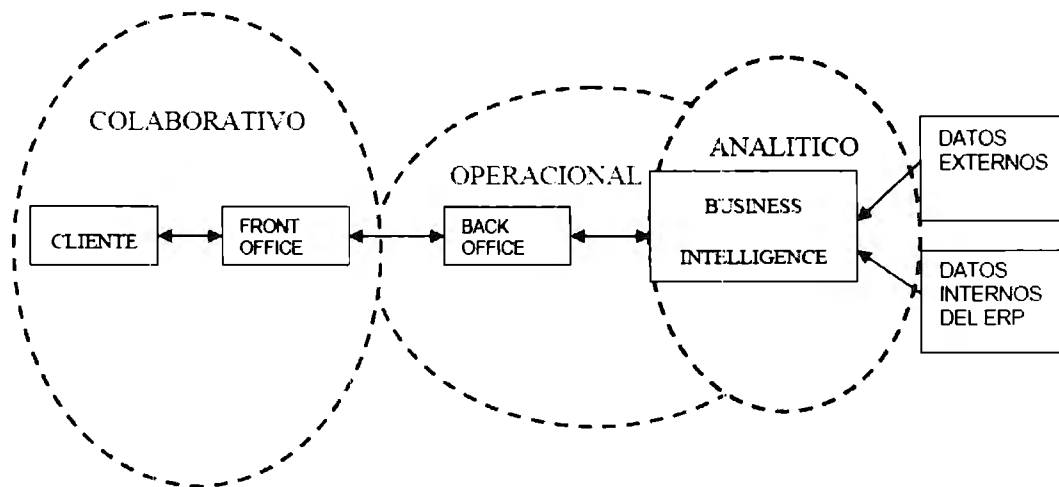 COLABORATIVO
OPERACIONAL
ANALITICO
CLIENTE
FRONT
OFFICE
BACK
OFFICE
BUSINESS
INTELLIGENCE
DATOS
EXTERNOS
DATOS
INTERNOS
DEL ERP